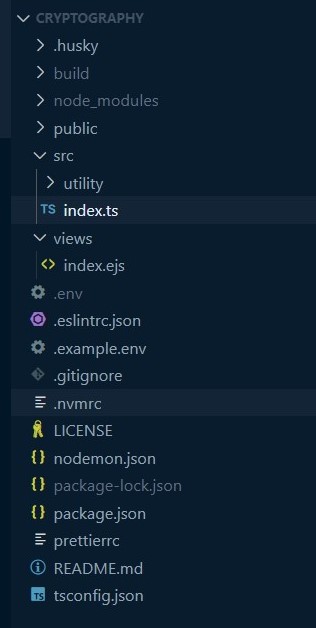 CRYPTOGRAPHY
.husky
build
node_modules
public
src
utility
TS index.ts
views
<> index.ejs
.env
.eslintrc.json
.example.env
.gitignore
.nvmrc
LICENSE
{} nodemon.json
{} package-lock.json
{} package.json
prettierrc
README.md
TS tsconfig.json